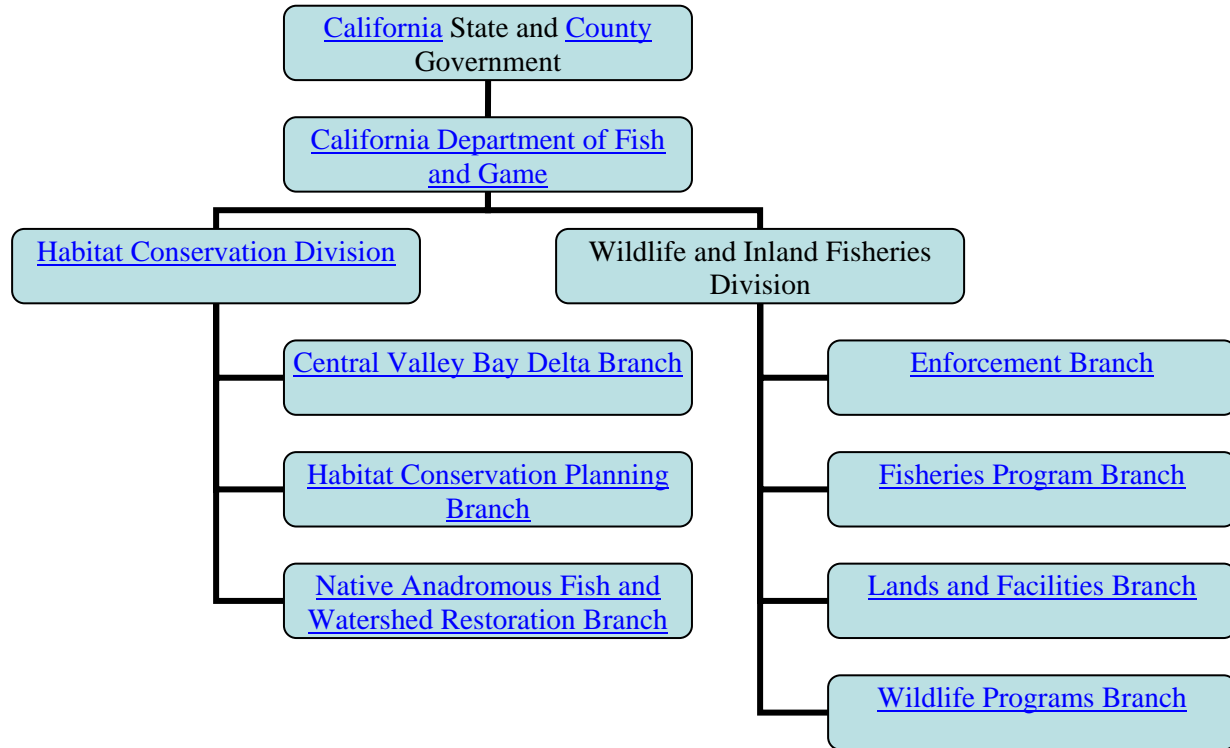 California State and County
Government
California Department of Fish
and Game
Habitat Conservation Division
Wildlife and Inland Fisheries
Division
Central Valley Bay Delta Branch
Habitat Conservation Planning
Branch
Native Anadromous Fish and
Watershed Restoration Branch
Enforcement Branch
Fisheries Program Branch
Lands and Facilities Branch
Wildlife Programs Branch